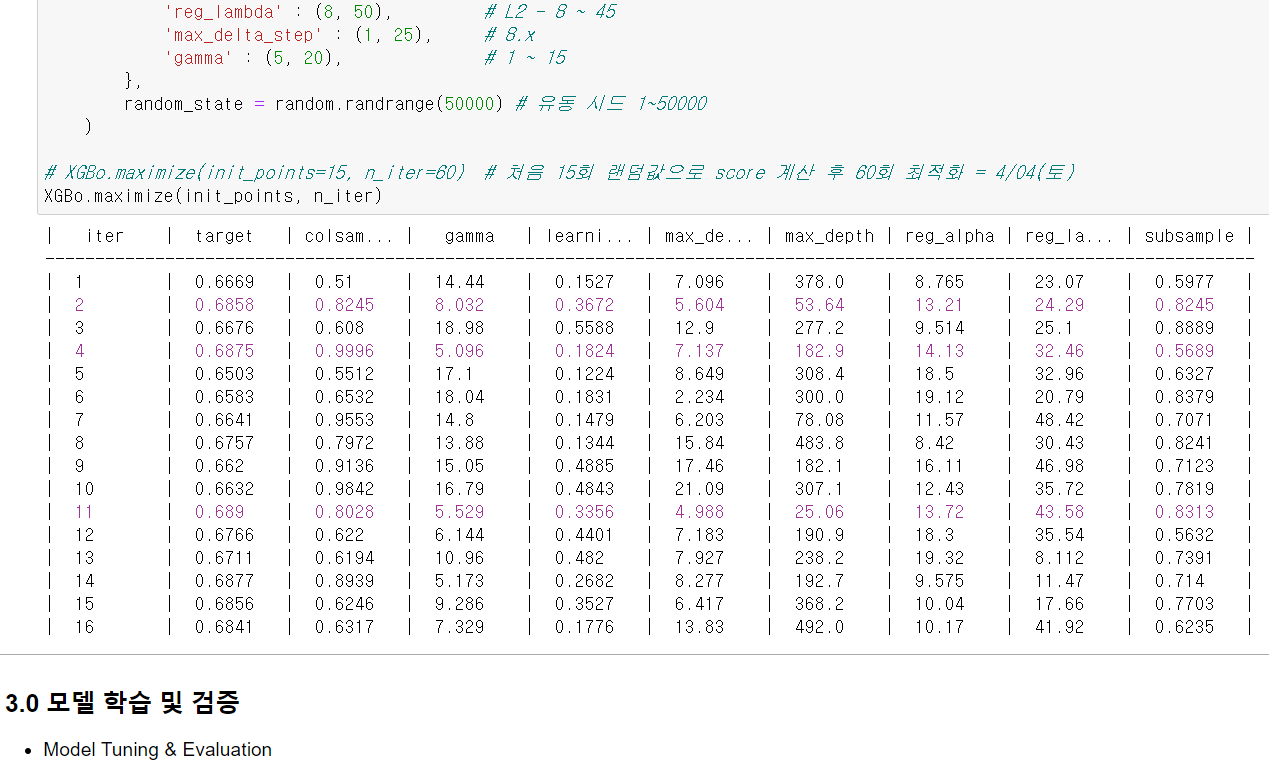 'reg_lambda' : (8, 50), # L2 - 8 ~ 45
'max_delta_step' : (1, 25), # 8.x
'gamma' : (5, 20), # 1 ~ 15
},
random_state = random.randrange(50000) # 유동 시드 1~50000
)
# XGBo.maximize(init_points=15, n_iter=60) # 처음 15회 랜덤값으로 score 계산 후 60회 최적화 = 4/04(토)
XGBo.maximize(init_points, n_iter)
| iter | target | colsam... | gamma | learni... | max_de... | max_depth | reg_alpha | reg_la... | subsample |
-------------------------------------------------------------------------------------------------------------------------
| 1 | 0.6669 | 0.51 | 14.44 | 0.1527 | 7.096 | 378.0 | 8.765 | 23.07 | 0.5977 |
| 2 | 0.6858 | 0.8245 | 8.032 | 0.3672 | 5.604 | 53.64 | 13.21 | 24.29 | 0.8245 |
| 3 | 0.6676 | 0.608 | 18.98 | 0.5588 | 12.9 | 277.2 | 9.514 | 25.1 | 0.8889 |
| 4 | 0.6875 | 0.9996 | 5.096 | 0.1824 | 7.137 | 182.9 | 14.13 | 32.46 | 0.5689 |
| 5 | 0.6503 | 0.5512 | 17.1 | 0.1224 | 8.649 | 308.4 | 18.5 | 32.96 | 0.6327 |
| 6 | 0.6583 | 0.6532 | 18.04 | 0.1831 | 2.234 | 300.0 | 19.12 | 20.79 | 0.8379 |
| 7 | 0.6641 | 0.9553 | 14.8 | 0.1479 | 6.203 | 78.08 | 11.57 | 48.42 | 0.7071 |
| 8 | 0.6757 | 0.7972 | 13.88 | 0.1344 | 15.84 | 483.8 | 8.42 | 30.43 | 0.8241 |
| 9 | 0.662 | 0.9136 | 15.05 | 0.4885 | 17.46 | 182.1 | 16.11 | 46.98 | 0.7123 |
| 10 | 0.6632 | 0.9842 | 16.79 | 0.4843 | 21.09 | 307.1 | 12.43 | 35.72 | 0.7819 |
| 11 | 0.689 | 0.8028 | 5.529 | 0.3356 | 4.988 | 25.06 | 13.72 | 43.58 | 0.8313 |
| 12 | 0.6766 | 0.622 | 6.144 | 0.4401 | 7.183 | 190.9 | 18.3 | 35.54 | 0.5632 |
| 13 | 0.6711 | 0.6194 | 10.96 | 0.482 | 7.927 | 238.2 | 19.32 | 8.112 | 0.7391 |
| 14 | 0.6877 | 0.8939 | 5.173 | 0.2682 | 8.277 | 192.7 | 9.575 | 11.47 | 0.714 |
| 15 | 0.6856 | 0.6246 | 9.286 | 0.3527 | 6.417 | 368.2 | 10.04 | 17.66 | 0.7703 |
| 16 | 0.6841 | 0.6317 | 7.329 | 0.1776 | 13.83 | 492.0 | 10.17 | 41.92 | 0.6235 |
3.0 모델 학습 및 검증
• Model Tuning & Evaluation